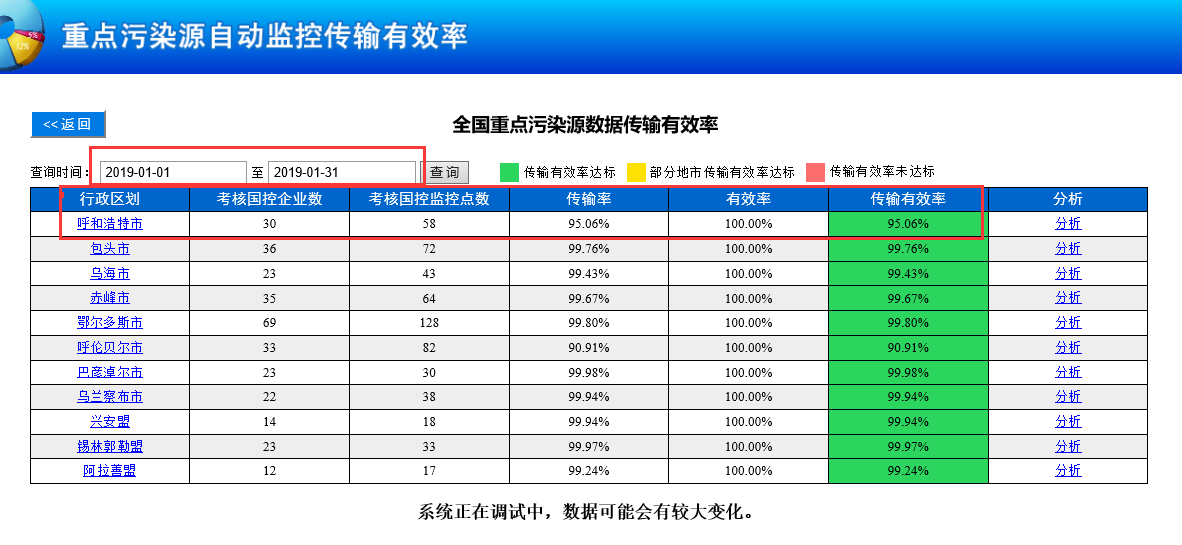 5%
12%
重点污染源自动监控传输有效率
<<返回
全国重点污染源数据传输有效率
查询时间: 2019-01-01 至 2019-01-31 查询 传输有效率达标 部分地市传输有效率达标 传输有效率未达标
行政区划 考核国控企业数 考核国控监控点数 传输率 有效率 传输有效率 分析
呼和浩特市 30 58 95.06% 100.00% 95.06% 分析
包头市 36 72 99.76% 100.00% 99.76% 分析
乌海市 23 43 99.43% 100.00% 99.43% 分析
赤峰市 35 64 99.67% 100.00% 99.67% 分析
鄂尔多斯市 69 128 99.80% 100.00% 99.80% 分析
呼伦贝尔市 33 82 90.91% 100.00% 90.91% 分析
巴彦淖尔市 23 30 99.98% 100.00% 99.98% 分析
乌兰察布市 22 38 99.94% 100.00% 99.94% 分析
兴安盟 14 18 99.94% 100.00% 99.94% 分析
锡林郭勒盟 23 33 99.97% 100.00% 99.97% 分析
阿拉善盟 12 17 99.24% 100.00% 99.24% 分析
系统正在调试中，数据可能会有较大变化。